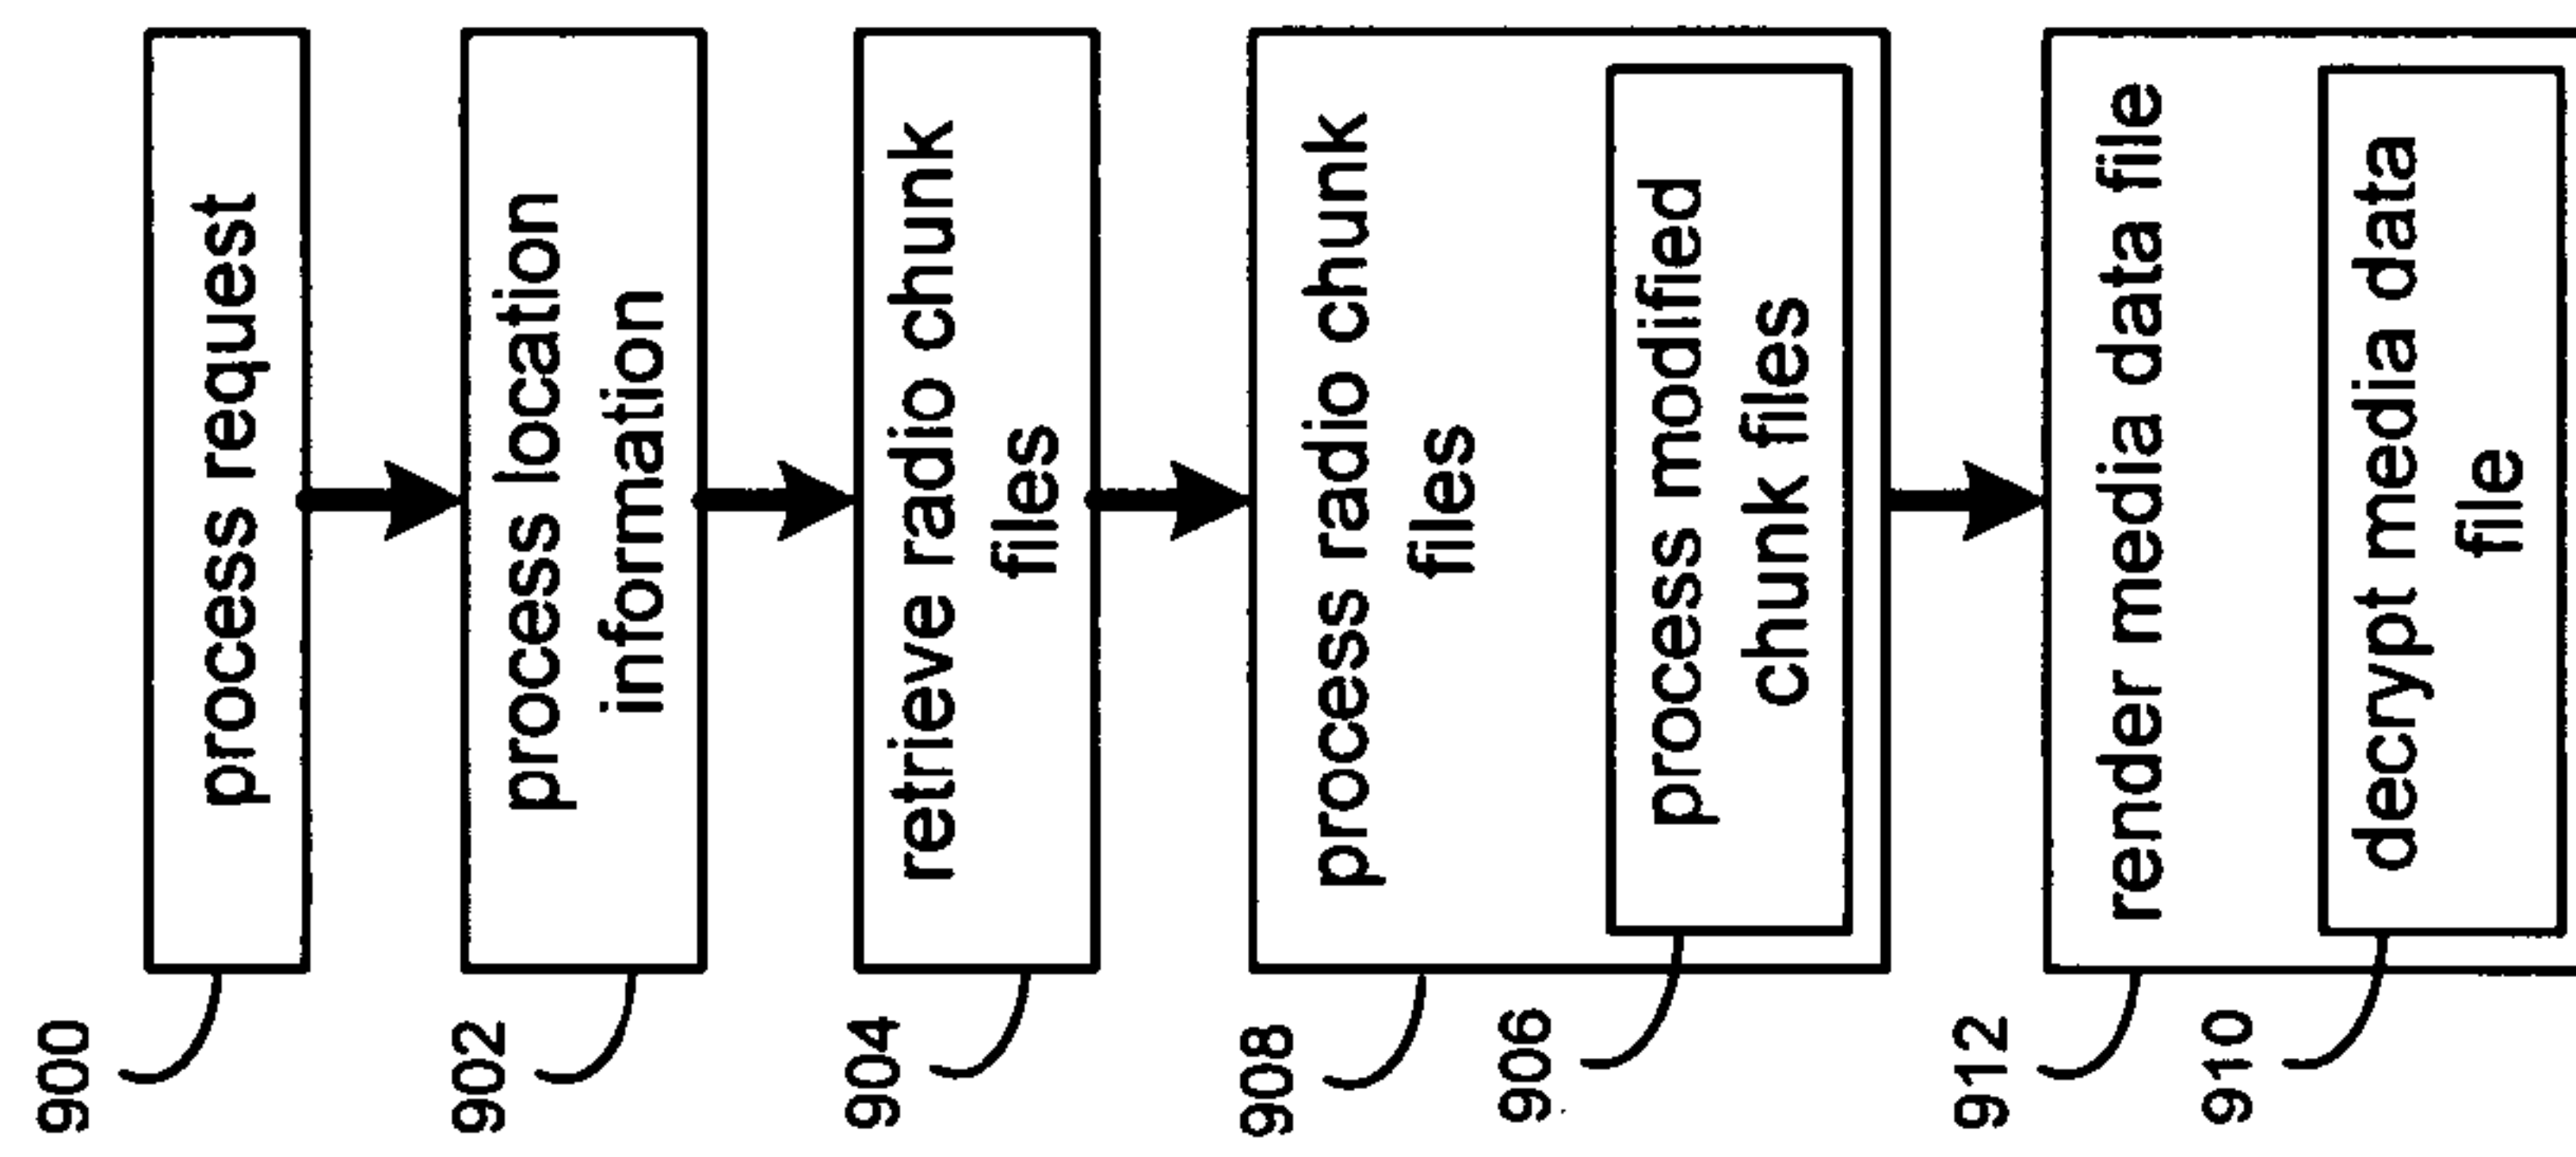 900
process request
902
process location
information
904
retrieve radio chunk
files
908
process radio chunk
files
906
process modified
chunk files
912
render media data file
910
decrypt media data
file